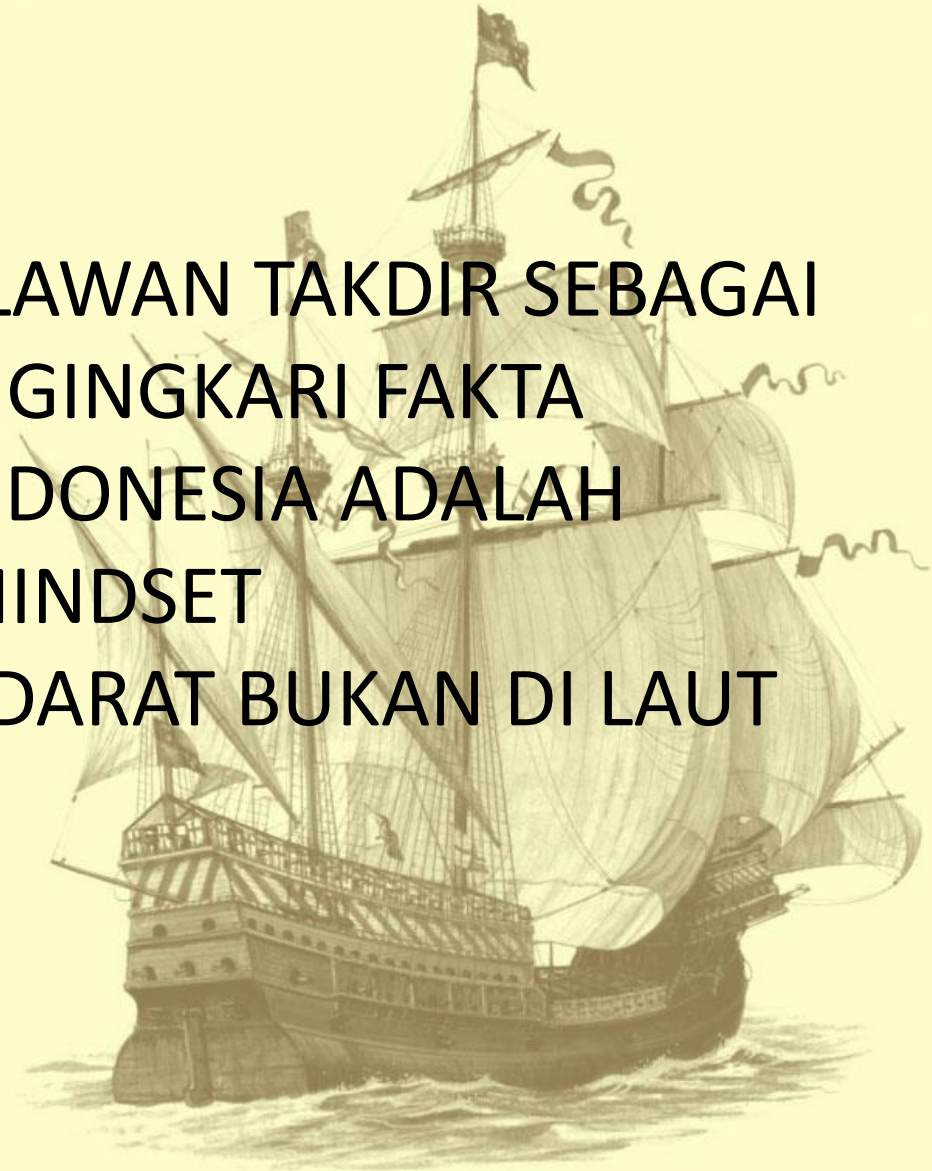 LAWAN TAKDIR SEBAGAI
GINGKARI FAKTA
DONESIA ADALAH
INDSET
DARAT BUKAN DI LAUT